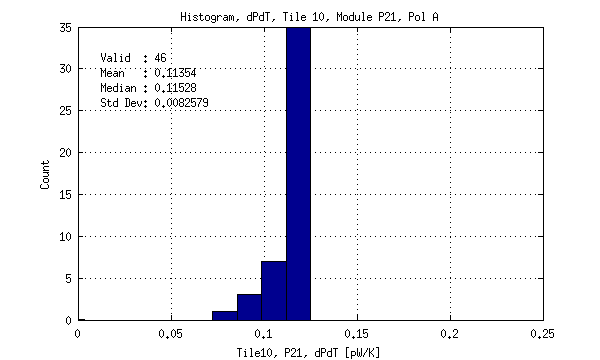 Histogram, dPdT, Tile 10, Module P21, Pol A
35
30
25
20
15
10
5
0
Count
Valid : 46
Mean : 0.11354
Median : 0.11528
Std Dev: 0.0082579
0 0.05 0.1 0.15 0.2 0.25
Tile10, P21, dPdT [pW/K]